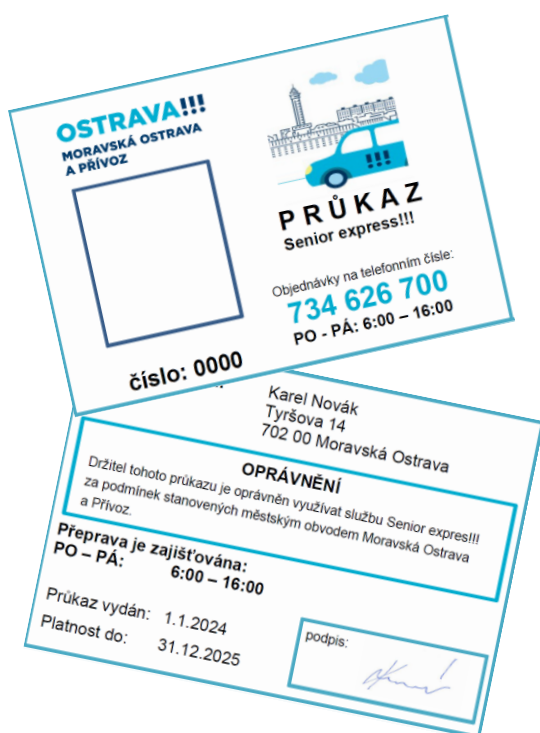 OSTRAVA!!!
MORAVSKÁ OSTRAVA
A PŘÍVOZ
!!!
PRŮKAZ
Senior express!!!
Objednávky na telefonním čísle:
734 626 700
PO - PÁ: 6:00 – 16:00
číslo: 0000
Karel Novák
Tyršova 14
702 00 Moravská Ostrava
OPRÁVNĚNÍ
Držitel tohoto průkazu je oprávněn využívat službu Senior expres!!!
za podmínek stanovených městským obvodem Moravská Ostrava
a Přívoz.
Přeprava je zajišťována:
PO – PÁ: 6:00 – 16:00
Průkaz vydán: 1.1.2024
Platnost do: 31.12.2025
podpis: